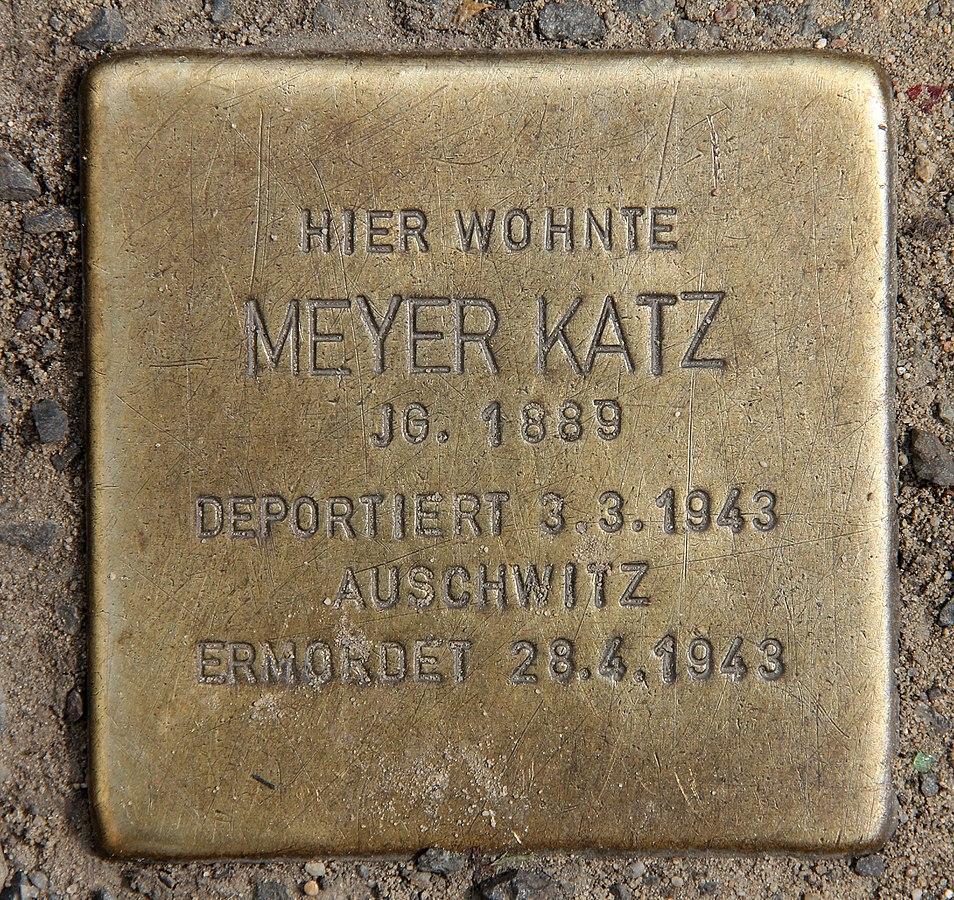 HIER WOHNTE
MEYER KATZ
JG. 1889
DEPORTIERT 3.3.1943
AUSCHWITZ
ERMORDET 28.4.1943